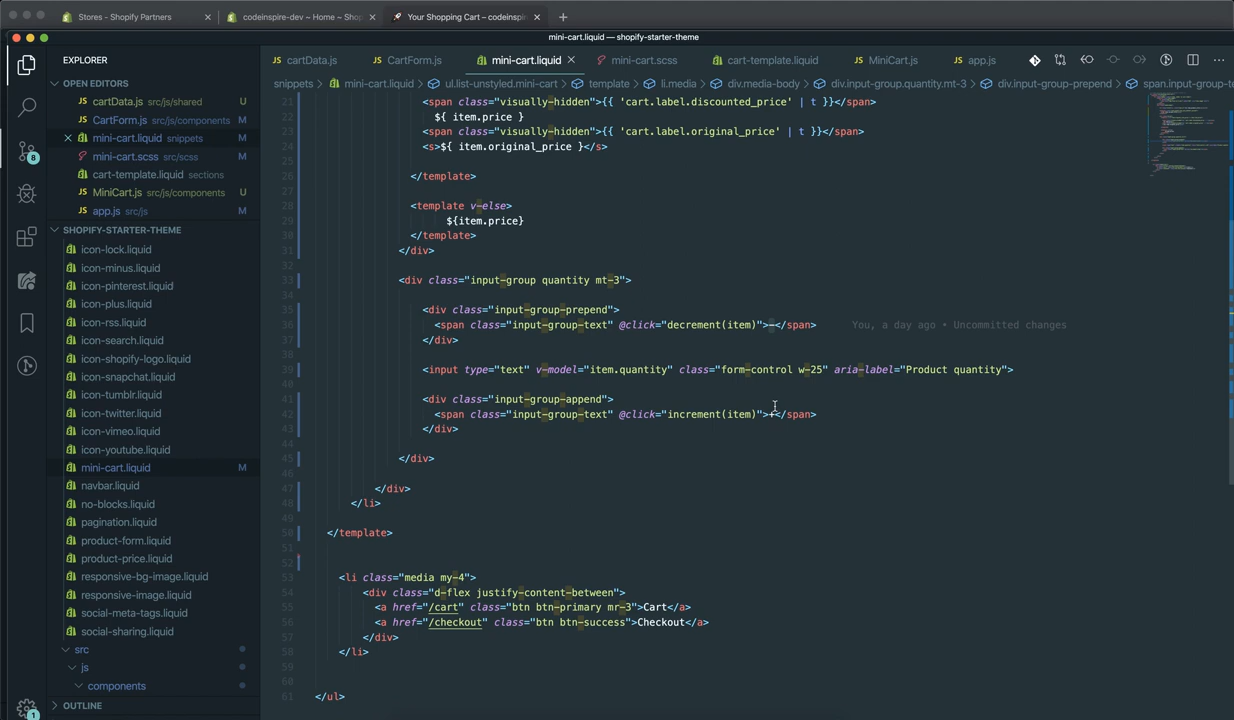 Stores - Shopify Partners
codeinspire-dev ~ Home ~ Shop
Your Shopping Cart – codeinspi
mini-cart.liquid — shopify-starter-theme
EXPLORER
JS cartData.js
JS CartForm.js
mini-cart.liquid
mini-cart.scss
cart-template.liquid
JS MiniCart.js
JS app.js
snippets > mini-cart.liquid > ul.list-unstyled.mini-cart > template > li.media > div.media-body > div.input-group.quantity.mt-3 > div.input-group-prepend > span.input-group-te
OPEN EDITORS
JS cartData.js src/js/shared U
JS CartForm.js src/js/components M
mini-cart.liquid snippets M
mini-cart.scss src/scss M
cart-template.liquid sections M
JS MiniCart.js src/js/components U
JS app.js src/js M
SHOPIFY-STARTER-THEME
icon-lock.liquid
icon-minus.liquid
icon-pinterest.liquid
icon-plus.liquid
icon-rss.liquid
icon-search.liquid
icon-shopify-logo.liquid
icon-snapchat.liquid
icon-tumblr.liquid
icon-twitter.liquid
icon-vimeo.liquid
icon-youtube.liquid
mini-cart.liquid M
navbar.liquid
no-blocks.liquid
pagination.liquid
product-form.liquid
product-price.liquid
responsive-bg-image.liquid
responsive-image.liquid
social-meta-tags.liquid
social-sharing.liquid
src
js
components
OUTLINE
8
1
21 <span class="visually-hidden">{{ 'cart.label.discounted_price' | t }}</span>
22 ${ item.price }
23 <span class="visually-hidden">{{ 'cart.label.original_price' | t }}</span>
24 <s>${ item.original_price }</s>
25
26 </template>
27
28 <template v-else>
29 ${item.price}
30 </template>
31 </div>
32
33 <div class="input-group quantity mt-3">
34
35 <div class="input-group-prepend">
36 <span class="input-group-text" @click="decrement(item)">-</span> You, a day ago • Uncommitted changes
37 </div>
38
39 <input type="text" v-model="item.quantity" class="form-control w-25" aria-label="Product quantity">
40
41 <div class="input-group-append">
42 <span class="input-group-text" @click="increment(item)">+</span>
43 </div>
44
45 </div>
46
47 </div>
48 </li>
49
50 </template>
51
52
53 <li class="media my-4">
54 <div class="d-flex justify-content-between">
55 <a href="/cart" class="btn btn-primary mr-3">Cart</a>
56 <a href="/checkout" class="btn btn-success">Checkout</a>
57 </div>
58 </li>
59
60
61 </ul>